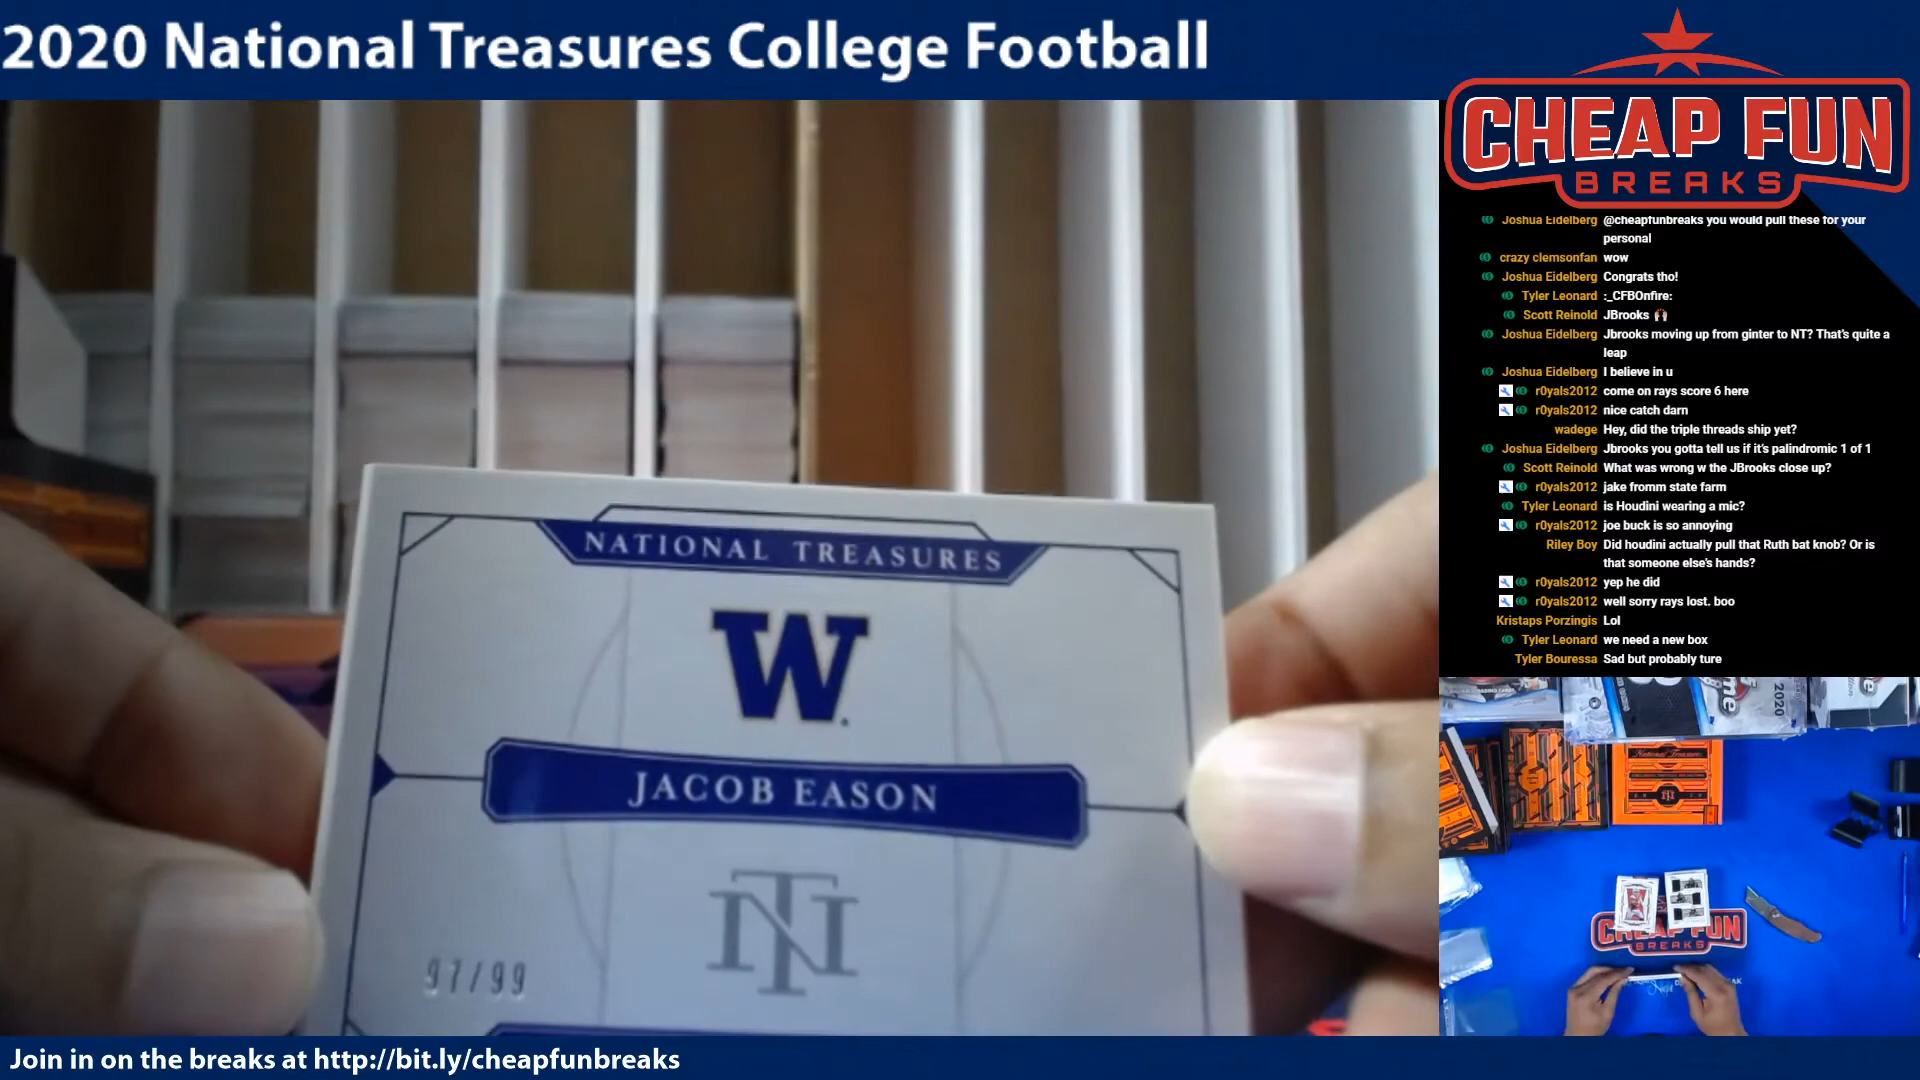 2020 National Treasures College Football
CHEAP FUN
BREAKS
NATIONAL TREASURES
W.
JACOB EASON
NT
97/99
Joshua Eidelberg @cheapfunbreaks you would pull these for your
personal
crazy clemsonfan wow
Joshua Eidelberg Congrats tho!
Tyler Leonard :_CFBOnfire:
Scott Reinold JBrooks 🙌🏻
Joshua Eidelberg Jbrooks moving up from ginter to NT? That's quite a
leap
Joshua Eidelberg I believe in u
r0yals2012 come on rays score 6 here
r0yals2012 nice catch darn
wadege Hey, did the triple threads ship yet?
Joshua Eidelberg Jbrooks you gotta tell us if it's palindromic 1 of 1
Scott Reinold What was wrong w the JBrooks close up?
r0yals2012 jake fromm state farm
Tyler Leonard is Houdini wearing a mic?
r0yals2012 joe buck is so annoying
Riley Boy Did houdini actually pull that Ruth bat knob? Or is
that someone else's hands?
r0yals2012 yep he did
r0yals2012 well sorry rays lost. boo
Kristaps Porzingis Lol
Tyler Leonard we need a new box
Tyler Bouressa Sad but probably ture
2020
National Treasures
CHEAP FUN
BREAKS
Join in on the breaks at http://bit.ly/cheapfunbreaks